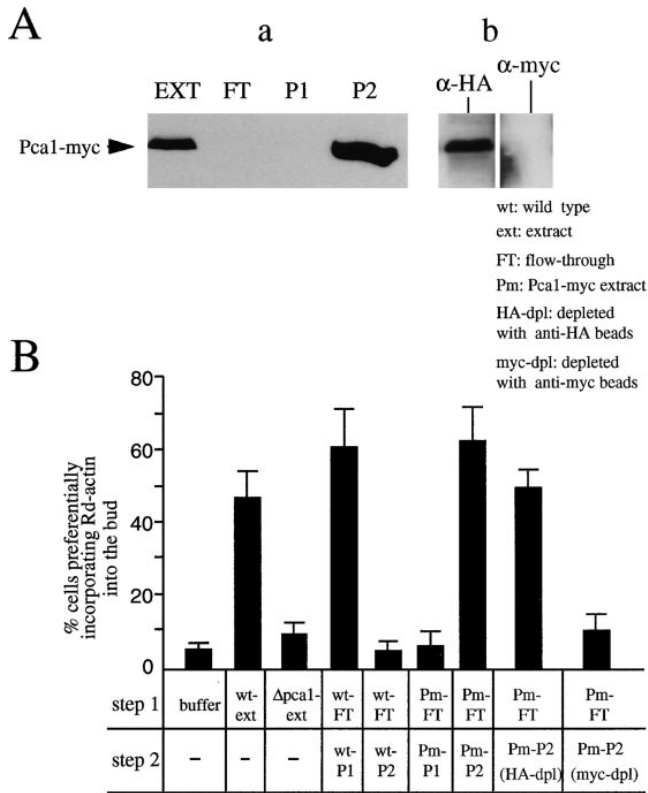 A
a
b
EXT FT P1 P2
α-HA
α-myc
Pca1-myc
wt: wild type
ext: extract
FT: flow-through
Pm: Pca1-myc extract
HA-dpl: depleted
with anti-HA beads
myc-dpl: depleted
with anti-myc beads
B
% cells preferentially
incorporating Rd-actin
into the bud
80
60
40
20
0
step 1
buffer
wt-
ext
Δpca1-
ext
wt-
FT
wt-
FT
Pm-
FT
Pm-
FT
Pm-
FT
Pm-
FT
step 2
–
–
–
wt-
P1
wt-
P2
Pm-
P1
Pm-
P2
Pm-P2
(HA-dpl)
Pm-P2
(myc-dpl)